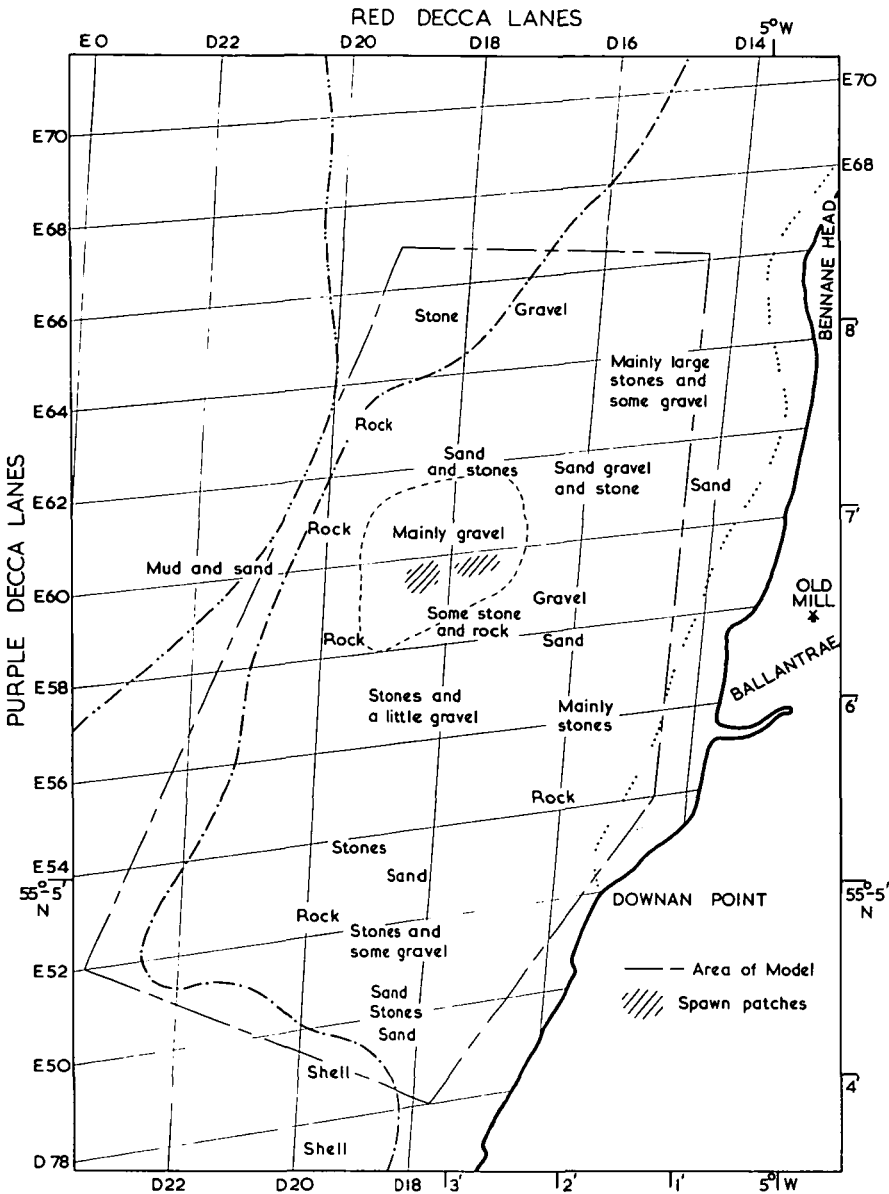 RED DECCA LANES
5°W
E0
D22
D20
D18
D16
D14
E70
E70
E68
E68
BENNANE HEAD
E66
Stone
Gravel
8'
Mainly large
stones and
some gravel
E64
Rock
PURPLE DECCA LANES
Sand
and stones
Sand gravel
and stone
Sand
E62
7'
Rock
Mainly gravel
Mud and sand
E60
OLD
MILL
Gravel
Some stone
and rock
Rock
Sand
BALLANTRAE
E58
Stones and
a little gravel
Mainly
stones
6'
E56
Rock
Stones
E54
Sand
55°-5'
N
55°-5'
N
DOWNAN POINT
Rock
Stones and
some gravel
E52
Area of Model
Sand
Stones
Sand
Spawn patches
E50
Shell
4'
Shell
D78
D22
D20
D18
3'
2'
1'
5°W